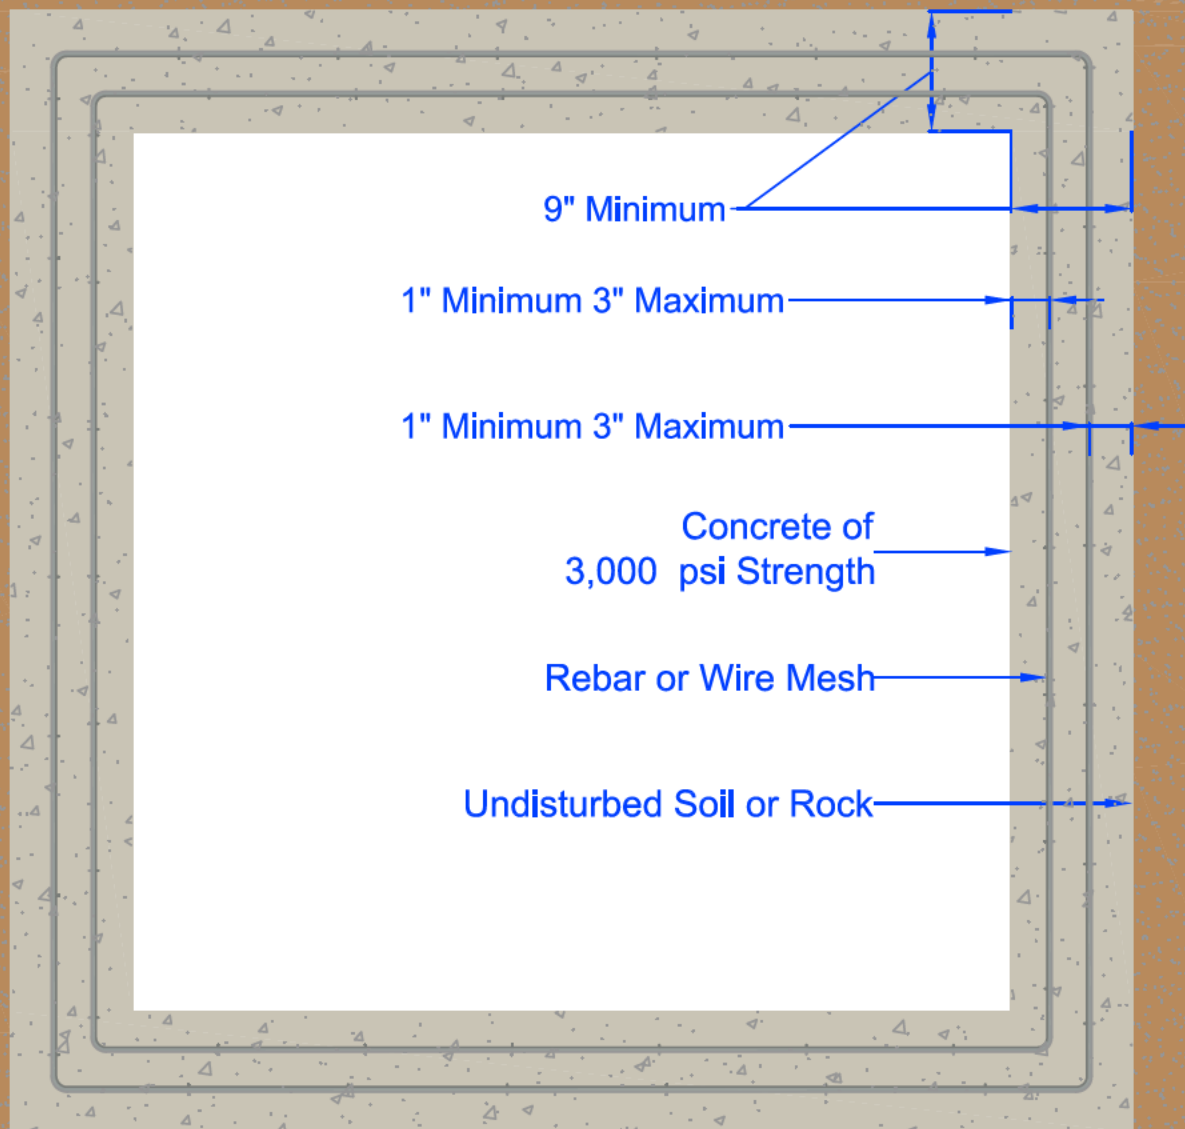 9" Minimum
1" Minimum 3" Maximum
1" Minimum 3" Maximum
Concrete of
3,000 psi Strength
Rebar or Wire Mesh
Undisturbed Soil or Rock